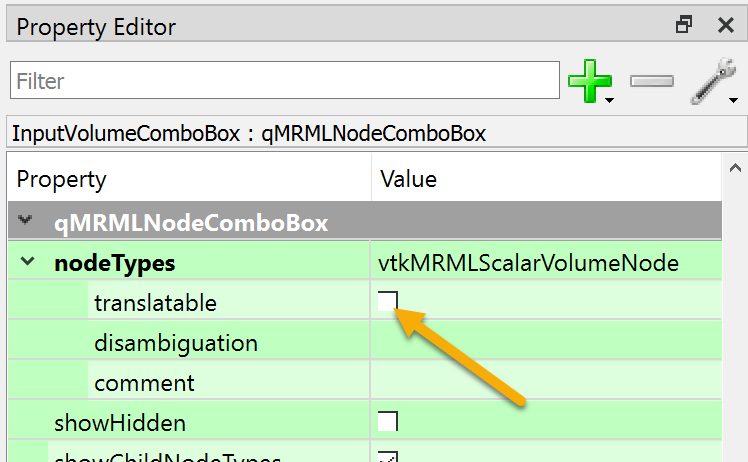 Property Editor
Filter
InputVolumeComboBox : qMRMLNodeComboBox
Property Value
qMRMLNodeComboBox
nodeTypes vtkMRMLScalarVolumeNode
translatable
disambiguation
comment
showHidden
showChildNodeTypes